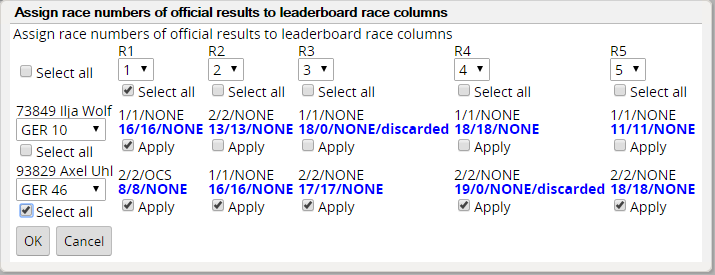 Assign race numbers of official results to leaderboard race columns
Assign race numbers of official results to leaderboard race columns
R1 R2 R3 R4 R5
Select all 1 2 3 4 5
Select all Select all Select all Select all Select all
73849 Ilja Wolf 1/1/NONE 2/2/NONE 1/1/NONE 1/1/NONE 1/1/NONE
GER 10 16/16/NONE 13/13/NONE 18/0/NONE/discarded 18/18/NONE 11/11/NONE
Select all Apply Apply Apply Apply Apply
93829 Axel Uhl 2/2/OCS 1/1/NONE 2/2/NONE 2/2/NONE 2/2/NONE
GER 46 8/8/NONE 16/16/NONE 17/17/NONE 19/0/NONE/discarded 18/18/NONE
Select all Apply Apply Apply Apply Apply
OK Cancel